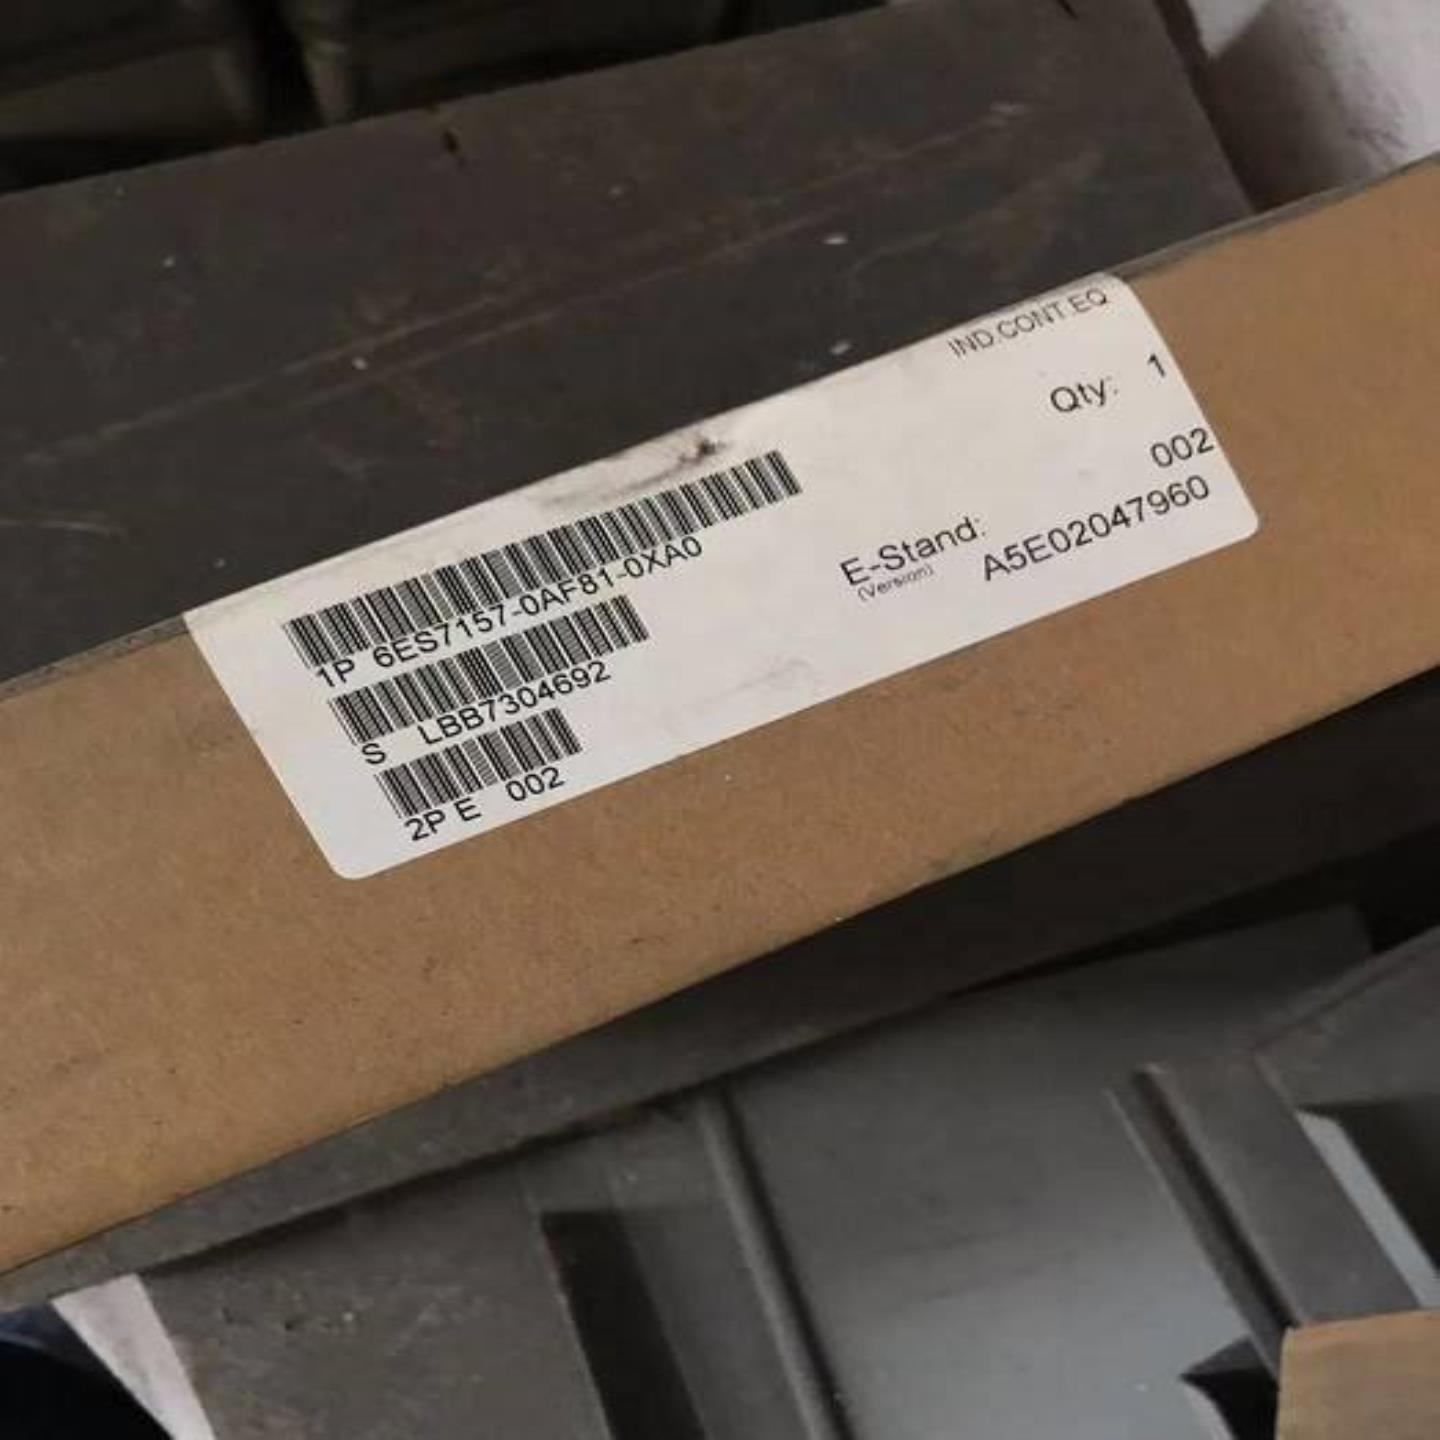 IND.CONT.EQ
Qty: 1
1P 6ES7157-0AF81-0XA0
S LBB7304692
2P E 002
E-Stand: 002
(Version)
A5E02047960